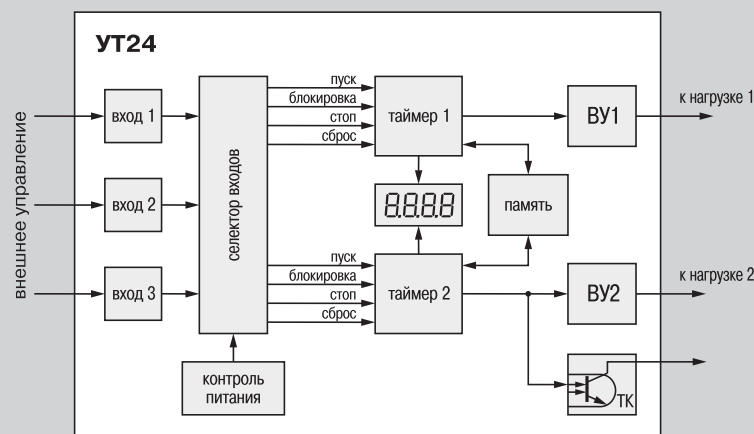 УТ24
внешнее управление
вход 1
вход 2
вход 3
селектор входов
контроль
питания
пуск
блокировка
стоп
сброс
таймер 1
8.8.8.8
память
пуск
блокировка
стоп
сброс
таймер 2
ВУ1
к нагрузке 1
ВУ2
к нагрузке 2
ТК